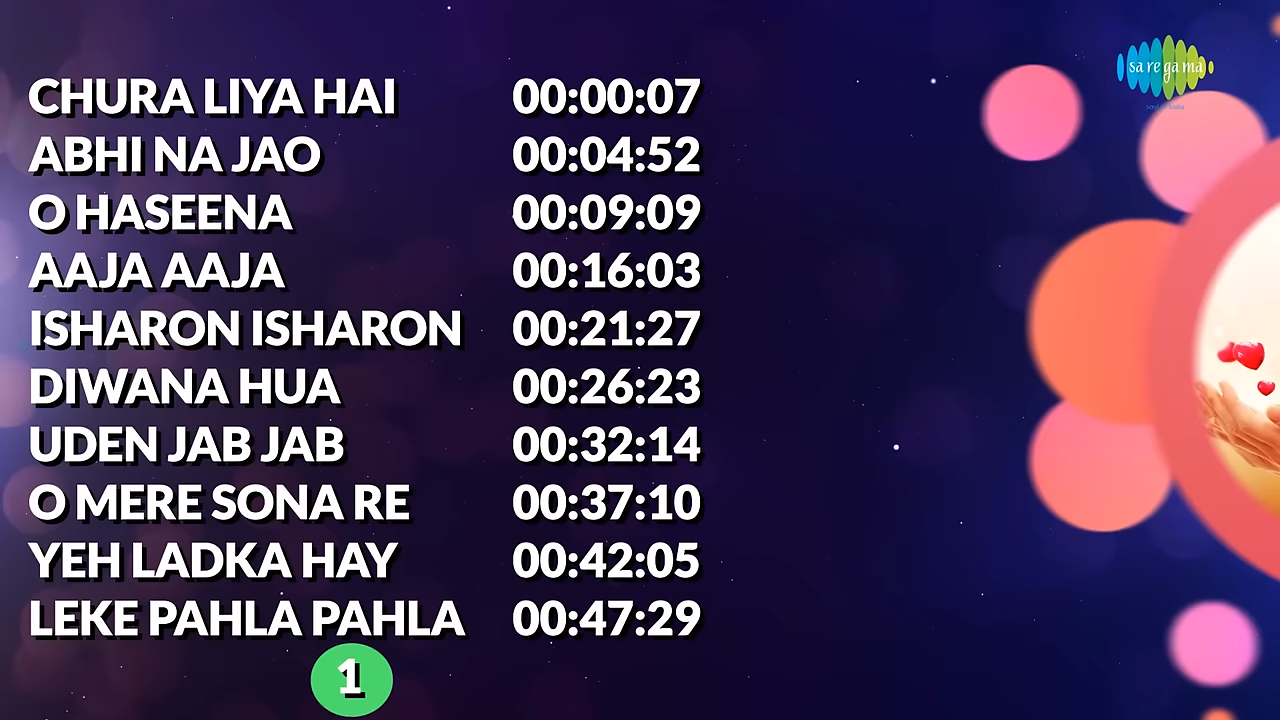 sa re ga ma
CHURA LIYA HAI 00:00:07
ABHI NA JAO 00:04:52
O HASEENA 00:09:09
AAJA AAJA 00:16:03
ISHARON ISHARON 00:21:27
DIWANA HUA 00:26:23
UDEN JAB JAB 00:32:14
O MERE SONA RE 00:37:10
YEH LADKA HAY 00:42:05
LEKE PAHLA PAHLA 00:47:29
1